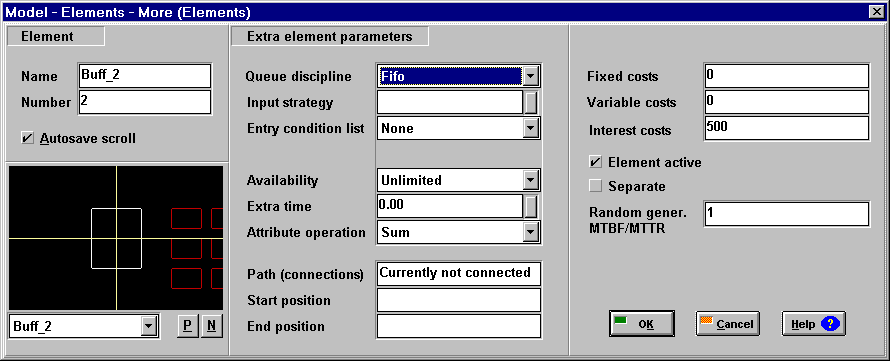 Model - Elements - More (Elements)
Element
Name Buff_2
Number 2
Autosave scroll
Buff_2 P N
Extra element parameters
Queue discipline Fifo
Input strategy
Entry condition list None
Availability Unlimited
Extra time 0.00
Attribute operation Sum
Path (connections) Currently not connected
Start position
End position
Fixed costs 0
Variable costs 0
Interest costs 500
Element active
Separate
Random gener. 1
MTBF/MTTR
OK Cancel Help ?